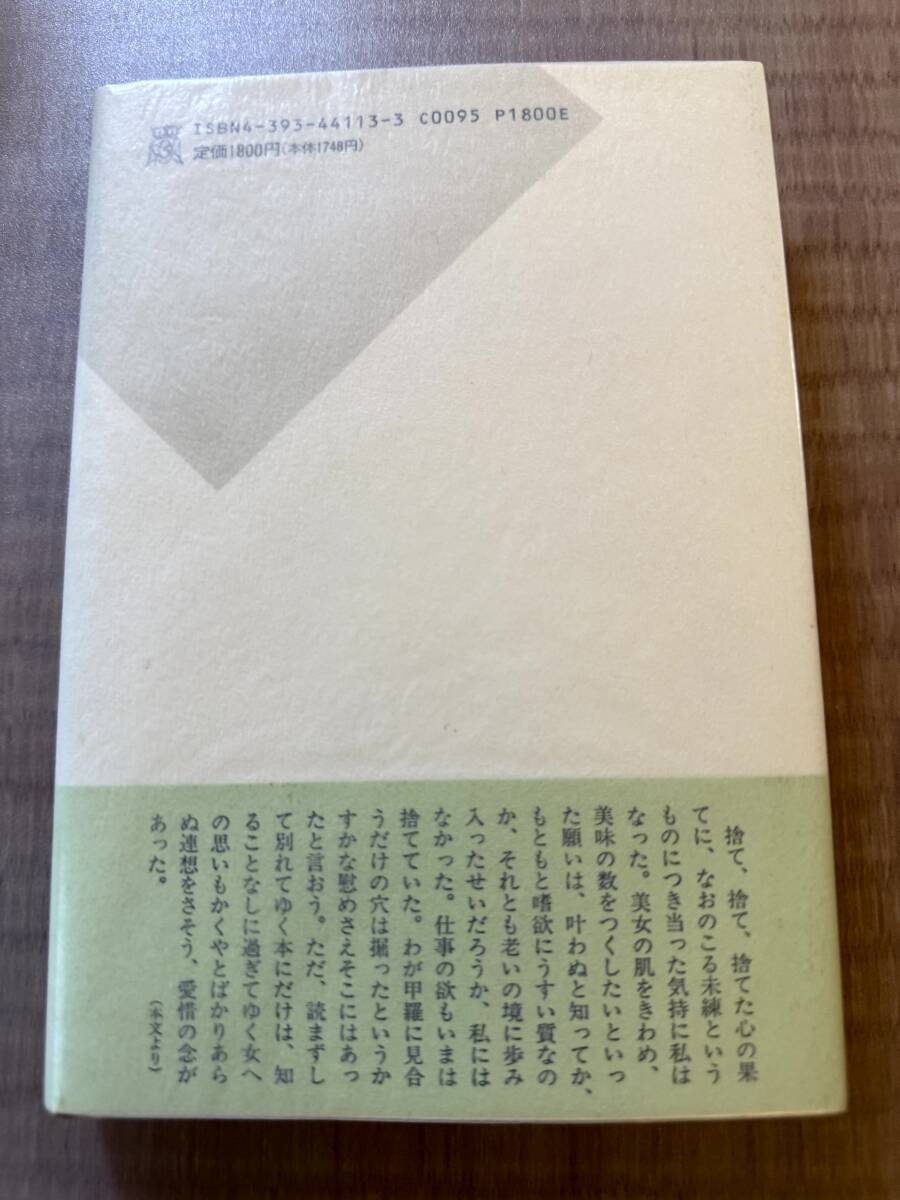 ISBN4-393-44113-3 C0095 P1800E
定価1800円(本体1748円)
捨て、捨て、捨てた心の果
てに、なおのこる未練という
ものにつき当った気持に私は
なった。美女の肌をきわめ、
美味の数をつくしたいといっ
た願いは、叶わぬと知ってか、
もともと嗜欲にうすい質なの
か、それとも老いの境に歩み
入ったせいだろうか、私には
なかった。仕事の欲もいまは
捨てていた。わが甲羅に見合
うだけの穴は掘ったというか
すかな慰めさえそこにはあっ
たと言おう。ただ、読まずし
て別れてゆく本にだけは、知
ることなしに過ぎてゆく女へ
の思いもかくやとばかりあら
ぬ連想をさそう、愛惜の念が
あった。
(本文より)